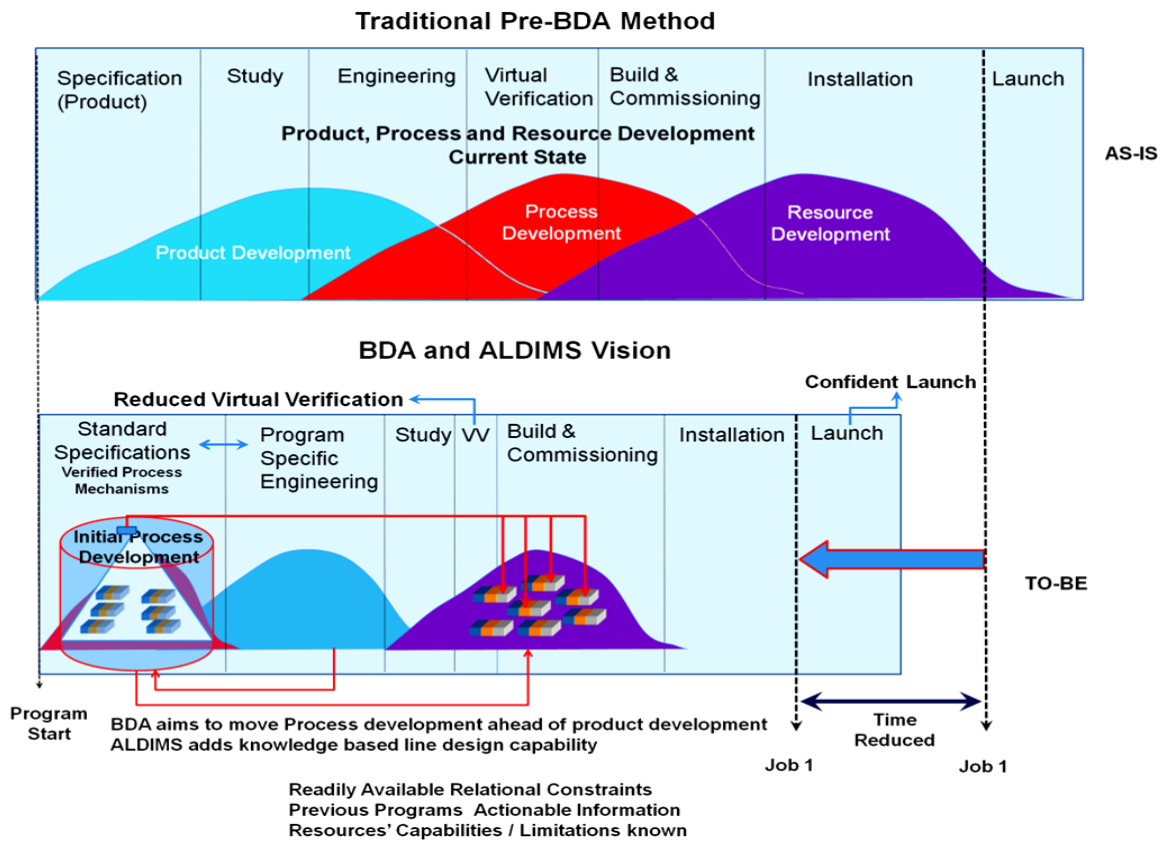 Traditional Pre-BDA Method
Specification
(Product)
Study
Engineering
Virtual
Verification
Build &
Commissioning
Installation
Launch
Product, Process and Resource Development
Current State
AS-IS
Product Development
Process
Development
Resource
Development
BDA and ALDIMS Vision
Confident Launch
Reduced Virtual Verification
Standard
Specifications
Verified Process
Mechanisms
Program
Specific
Engineering
Study
VV
Build &
Commissioning
Installation
Launch
Initial Process
Development
TO-BE
Program
Start
BDA aims to move Process development ahead of product development
ALDIMS adds knowledge based line design capability
Time
Reduced
Job 1
Job 1
Readily Available Relational Constraints
Previous Programs Actionable Information
Resources' Capabilities / Limitations known